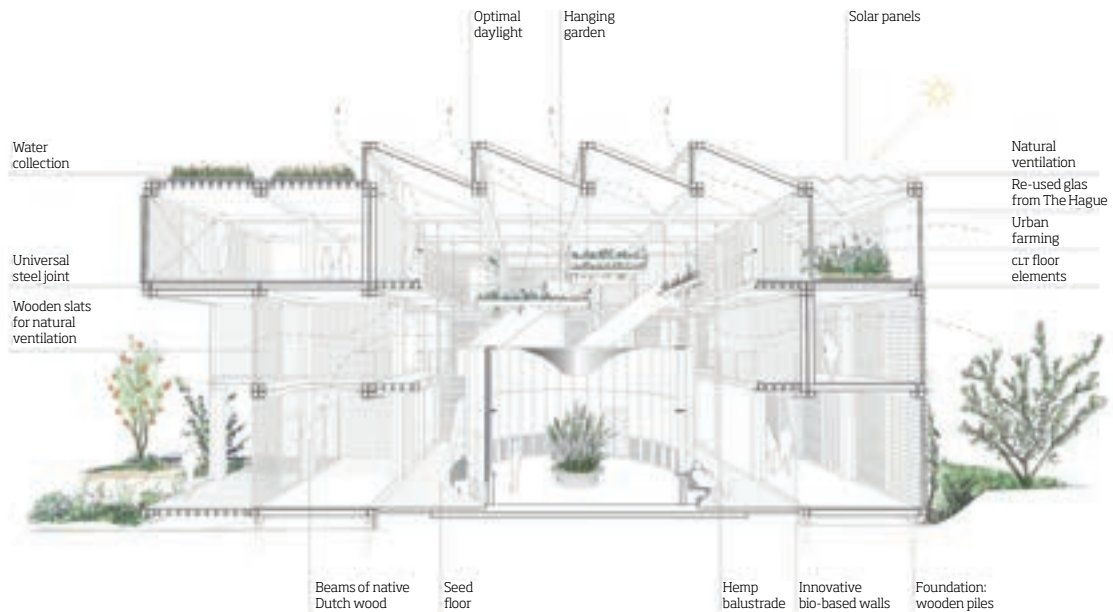 Optimal
daylight
Hanging
garden
Solar panels
Water
collection
Universal
steel joint
Wooden slats
for natural
ventilation
Natural
ventilation
Re-used glas
from The Hague
Urban
farming
CLT floor
elements
Beams of native
Dutch wood
Seed
floor
Hemp
balustrade
Innovative
bio-based walls
Foundation:
wooden piles